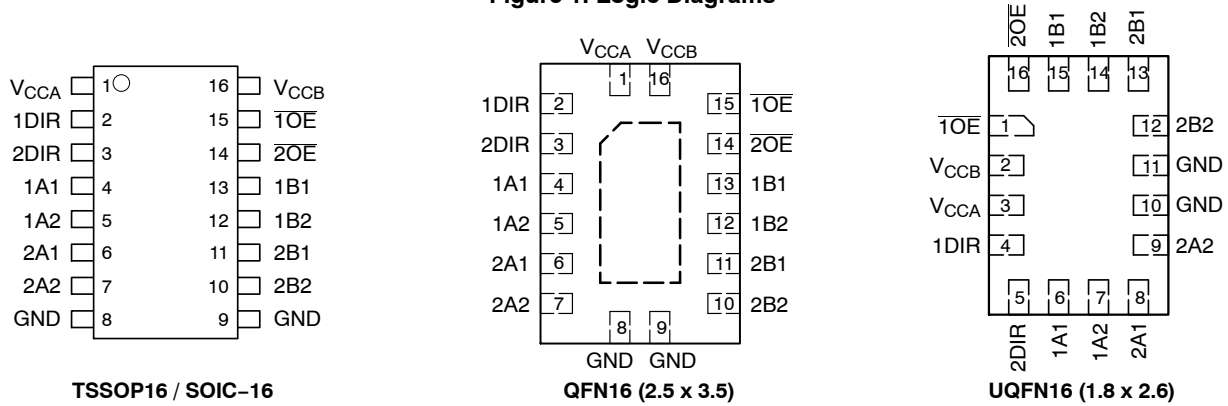 Figure 1. Logic Diagrams
VCCA 1 16 VCCB
1DIR 2 15 1OE
2DIR 3 14 2OE
1A1 4 13 1B1
1A2 5 12 1B2
2A1 6 11 2B1
2A2 7 10 2B2
GND 8 9 GND
TSSOP16 / SOIC−16
VCCA VCCB
1 16
1DIR 2 15 1OE
2DIR 3 14 2OE
1A1 4 13 1B1
1A2 5 12 1B2
2A1 6 11 2B1
2A2 7 10 2B2
8 9
GND GND
QFN16 (2.5 x 3.5)
2OE 1B1 1B2 2B1
16 15 14 13
1OE 1 12 2B2
VCCB 2 11 GND
VCCA 3 10 GND
1DIR 4 9 2A2
5 6 7 8
2DIR 1A1 1A2 2A1
UQFN16 (1.8 x 2.6)